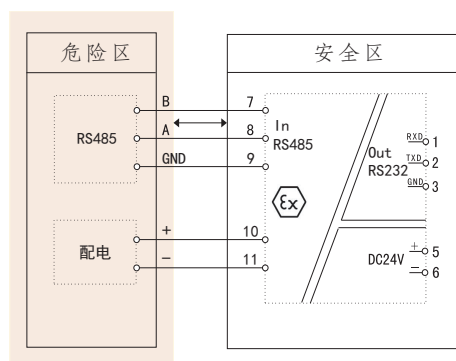 危险区
安全区
B
7
A
8
GND
9
RS485
In
RS485
Out
RS232
RXD
1
TXD
2
GND
3
Ex
配电
+
10
−
11
DC24V
+
5
−
6